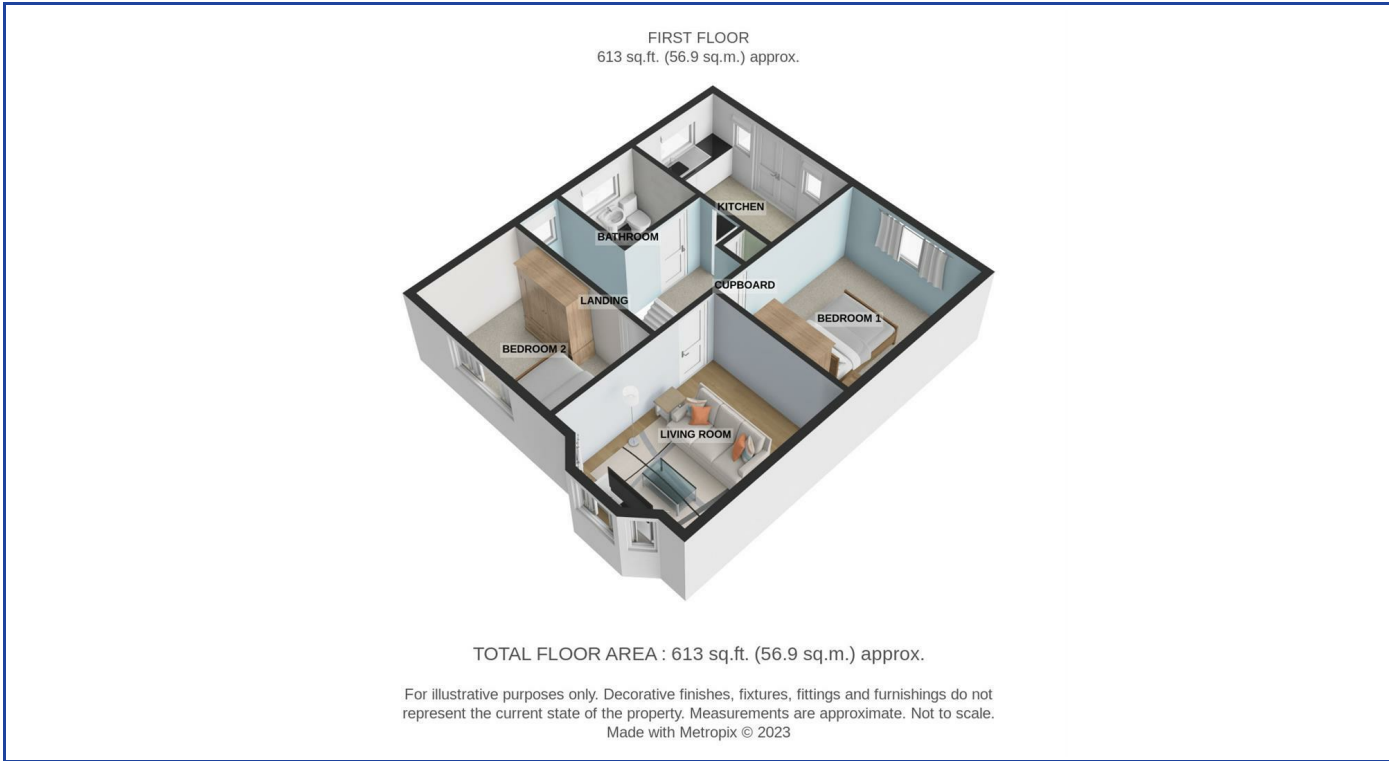 FIRST FLOOR
613 sq.ft. (56.9 sq.m.) approx.
KITCHEN
BATHROOM
CUPBOARD
LANDING
BEDROOM 1
BEDROOM 2
LIVING ROOM
TOTAL FLOOR AREA : 613 sq.ft. (56.9 sq.m.) approx.
For illustrative purposes only. Decorative finishes, fixtures, fittings and furnishings do not
represent the current state of the property. Measurements are approximate. Not to scale.
Made with Metropix © 2023